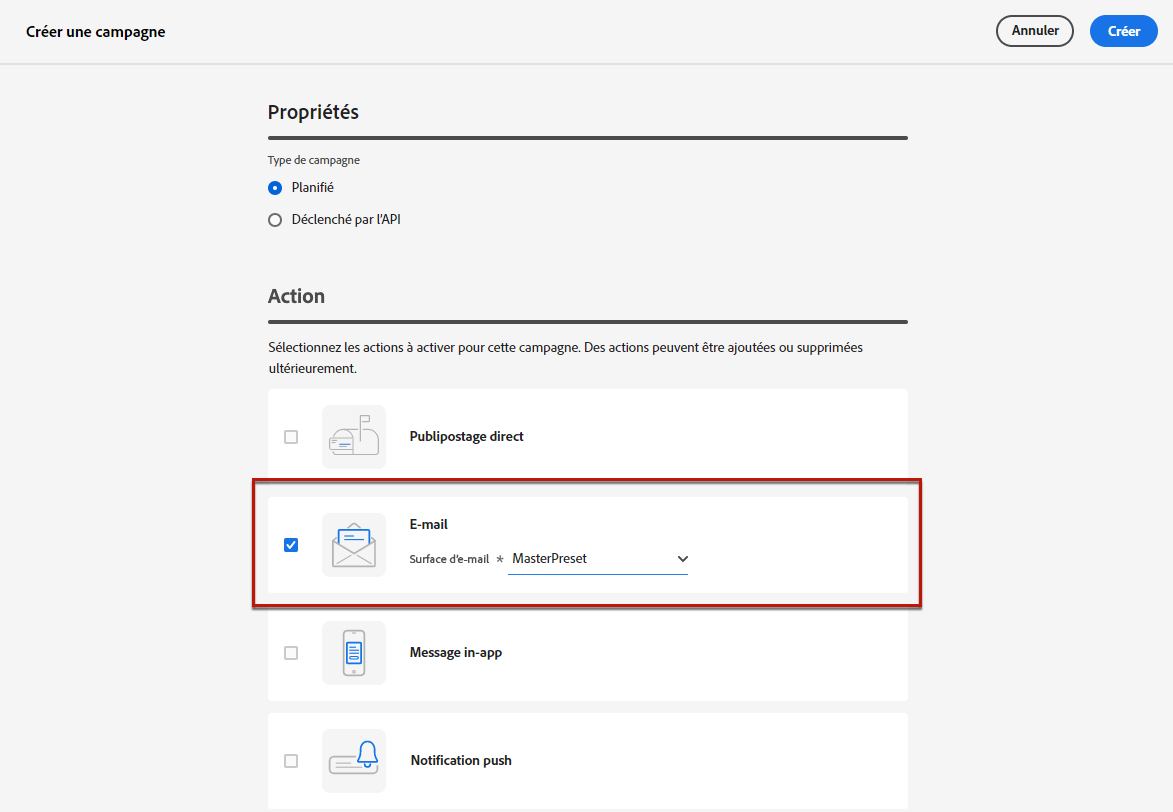 Créer une campagne
Annuler
Créer
Propriétés
Type de campagne
Planifié
Déclenché par l'API
Action
Sélectionnez les actions à activer pour cette campagne. Des actions peuvent être ajoutées ou supprimées
ultérieurement.
Publipostage direct
E-mail
Surface d'e-mail * MasterPreset
Message in-app
Notification push